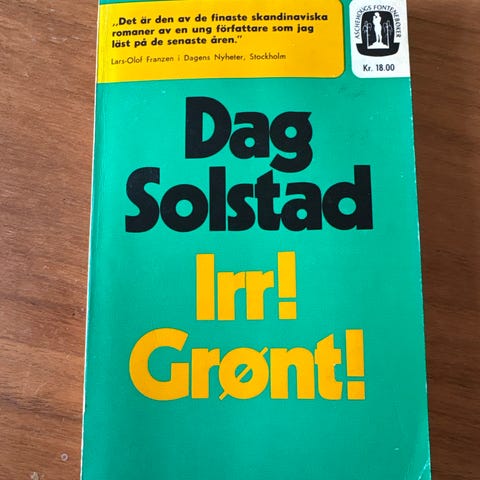 „Det är den av de finaste skandinaviska
romaner av en ung författare som jag
läst på de senaste åren.”
Lars-Olof Franzen i Dagens Nyheter, Stockholm
ASCHEHOUGS FONTENEBØKER
Kr. 18.00
Dag
Solstad
Irr!
Grønt!